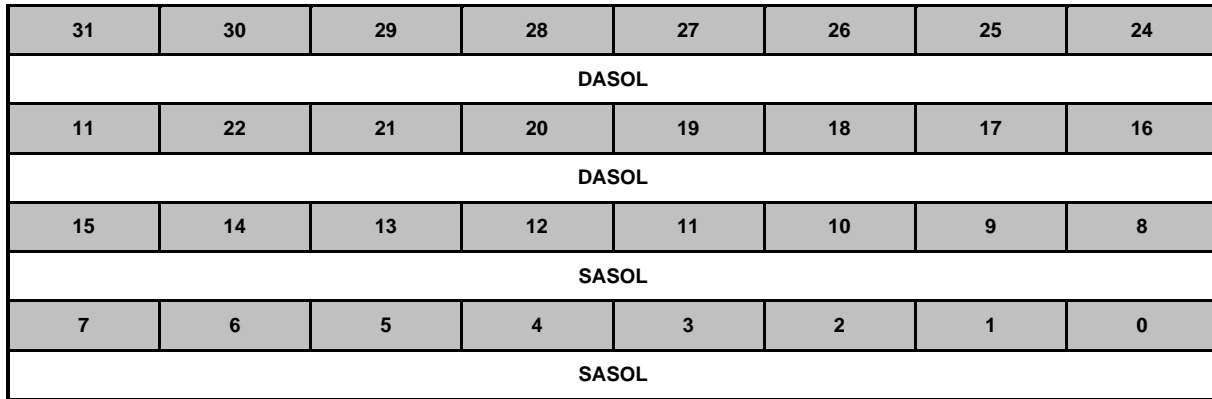 31 30 29 28 27 26 25 24
DASOL
11 22 21 20 19 18 17 16
DASOL
15 14 13 12 11 10 9 8
SASOL
7 6 5 4 3 2 1 0
SASOL